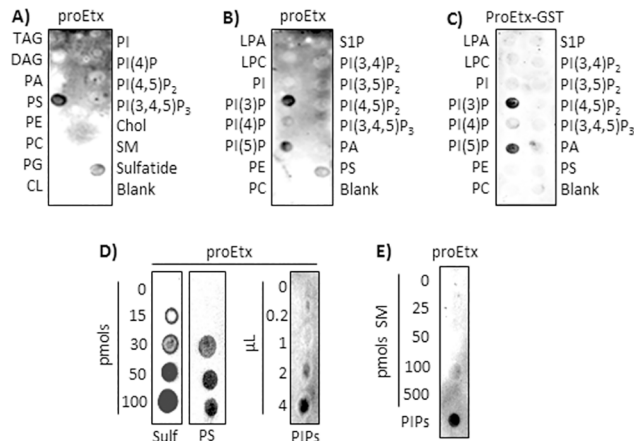 A)
proEtx
TAG PI
DAG PI(4)P
PA PI(4,5)P2
PS PI(3,4,5)P3
PE Chol
PC SM
PG Sulfatide
CL Blank
B)
proEtx
LPA S1P
LPC PI(3,4)P2
PI PI(3,5)P2
PI(3)P PI(4,5)P2
PI(4)P PI(3,4,5)P3
PI(5)P PA
PE PS
PC Blank
C)
ProEtx-GST
LPA S1P
LPC PI(3,4)P2
PI PI(3,5)P2
PI(3)P PI(4,5)P2
PI(4)P PI(3,4,5)P3
PI(5)P PA
PE PS
PC Blank
D)
proEtx
pmols
0
15
30
50
100
Sulf PS
µL
0
0.2
1
2
4
PIPs
E)
proEtx
pmols SM
0
25
50
100
500
PIPs